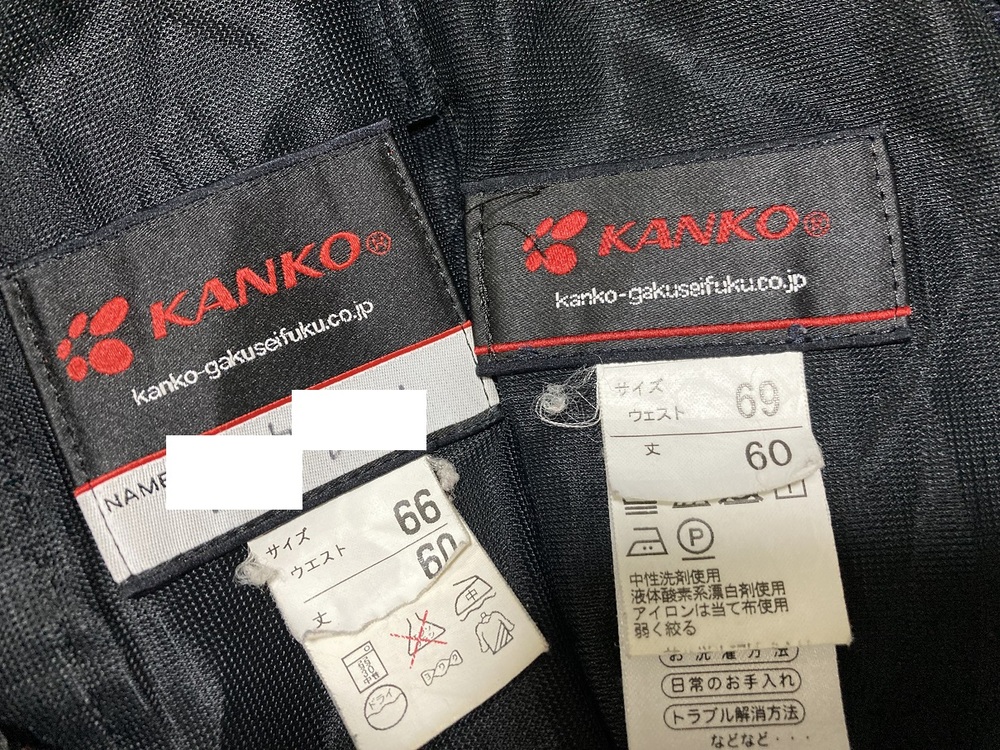 KANKO®
kanko-gakuseifuku.co.jp
NAME
サイズ
ウエスト 66
丈 60
ドライ
KANKO®
kanko-gakuseifuku.co.jp
サイズ
ウエスト 69
丈 60
P
中性洗剤使用
液体酸素系漂白剤使用
アイロンは当て布使用
弱く絞る
お洗濯方法
日常のお手入れ
トラブル解消方法
などなど・・・